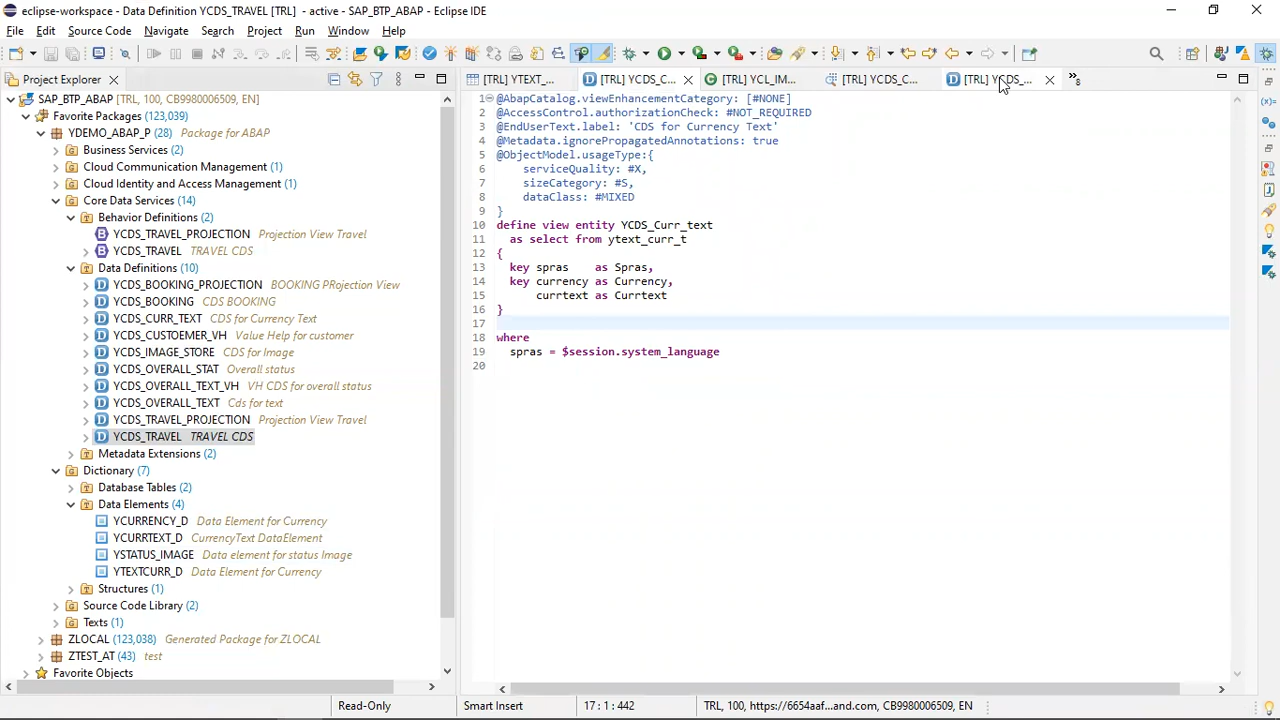 eclipse-workspace - Data Definition YCDS_TRAVEL [TRL] - active - SAP_BTP_ABAP - Eclipse IDE
File Edit Source Code Navigate Search Project Run Window Help
Project Explorer
[TRL] YTEXT_... [TRL] YCDS_C... [TRL] YCL_IM... [TRL] YCDS_C... [TRL] YCDS_... »8
SAP_BTP_ABAP [TRL, 100, CB9980006509, EN]
Favorite Packages (123,039)
YDEMO_ABAP_P (28) Package for ABAP
Business Services (2)
Cloud Communication Management (1)
Cloud Identity and Access Management (1)
Core Data Services (14)
Behavior Definitions (2)
YCDS_TRAVEL_PROJECTION Projection View Travel
YCDS_TRAVEL TRAVEL CDS
Data Definitions (10)
YCDS_BOOKING_PROJECTION BOOKING PRojection View
YCDS_BOOKING CDS BOOKING
YCDS_CURR_TEXT CDS for Currency Text
YCDS_CUSTOEMER_VH Value Help for customer
YCDS_IMAGE_STORE CDS for Image
YCDS_OVERALL_STAT Overall status
YCDS_OVERALL_TEXT_VH VH CDS for overall status
YCDS_OVERALL_TEXT Cds for text
YCDS_TRAVEL_PROJECTION Projection View Travel
YCDS_TRAVEL TRAVEL CDS
Metadata Extensions (2)
Dictionary (7)
Database Tables (2)
Data Elements (4)
YCURRENCY_D Data Element for Currency
YCURRTEXT_D CurrencyText DataElement
YSTATUS_IMAGE Data element for status Image
YTEXTCURR_D Data Element for Currency
Structures (1)
Source Code Library (2)
Texts (1)
ZLOCAL (123,038) Generated Package for ZLOCAL
ZTEST_AT (43) test
Favorite Objects
1 @AbapCatalog.viewEnhancementCategory: [#NONE]
2 @AccessControl.authorizationCheck: #NOT_REQUIRED
3 @EndUserText.label: 'CDS for Currency Text'
4 @Metadata.ignorePropagatedAnnotations: true
5 @ObjectModel.usageType:{
6 serviceQuality: #X,
7 sizeCategory: #S,
8 dataClass: #MIXED
9 }
10 define view entity YCDS_Curr_text
11 as select from ytext_curr_t
12 {
13 key spras as Spras,
14 key currency as Currency,
15 currtext as Currtext
16 }
17
18 where
19 spras = $session.system_language
20
Read-Only Smart Insert 17 : 1 : 442 TRL, 100, https://6654aaf...and.com, CB9980006509, EN